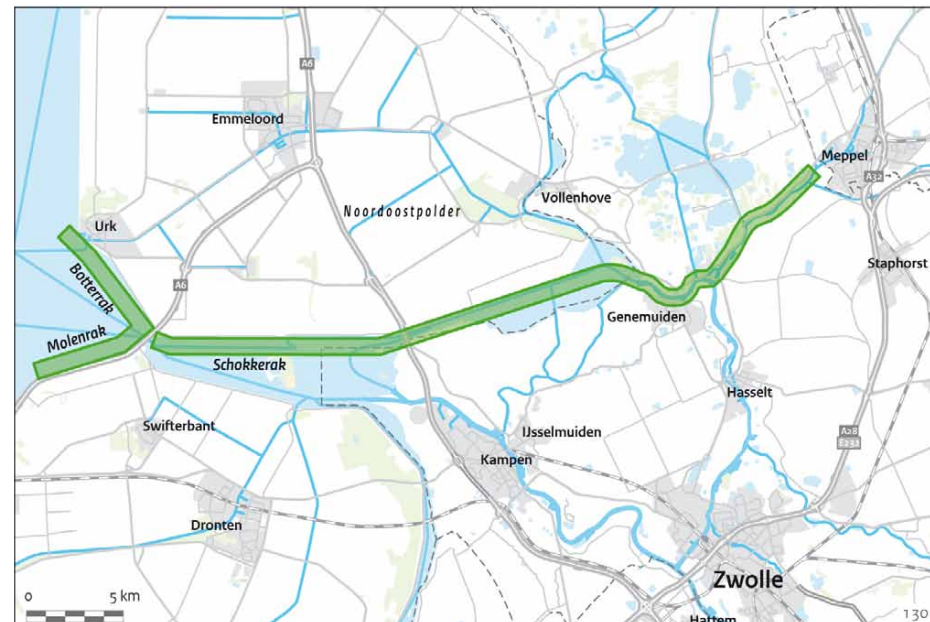 A6
Emmeloord
Meppel
A32
Vollenhove
Noordoostpolder
Urk
Staphorst
Botterrak
A6
Genemuiden
Molenrak
Schokkerak
Hasselt
Swifterbant
IJsselmuiden
A28
E232
Kampen
Dronten
Zwolle
0 5 km
Hattem
130